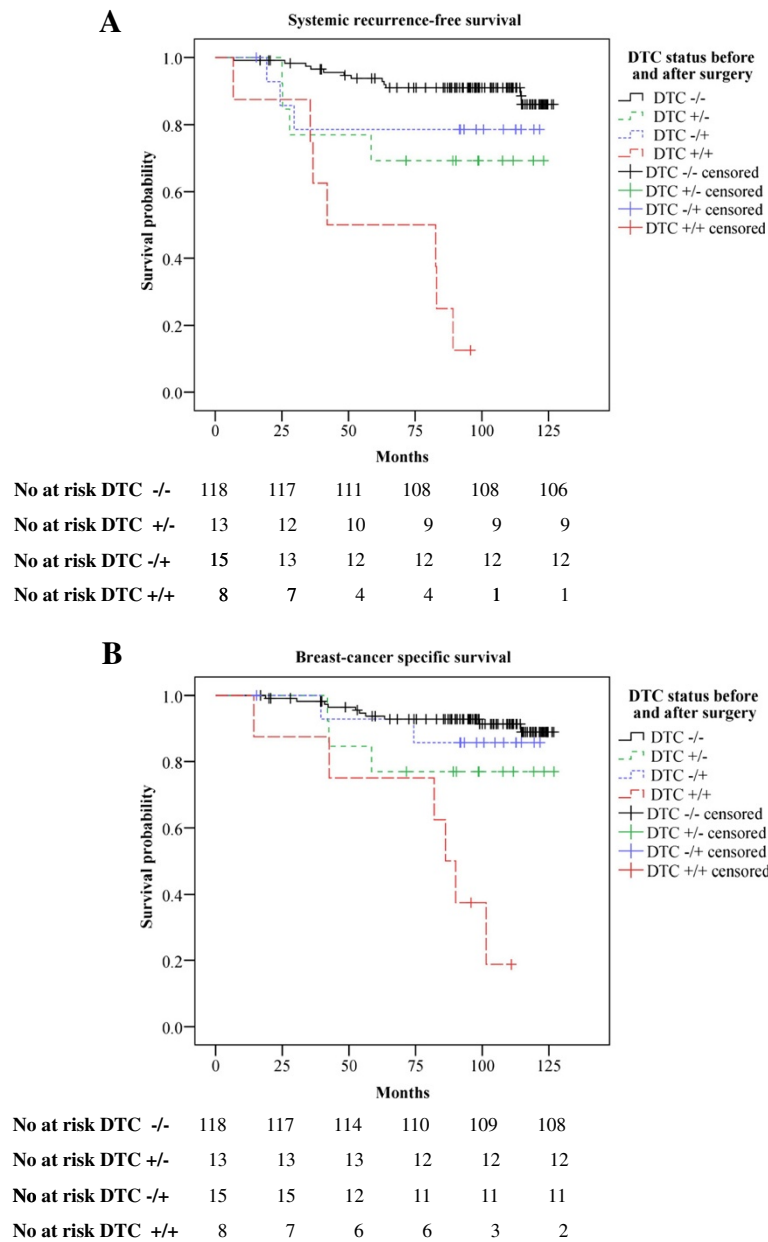 A
Systemic recurrence-free survival
Survival probability
1.0
0.8
0.6
0.4
0.2
0.0
0 25 50 75 100 125
Months
DTC status before
and after surgery
DTC -/-
DTC +/-
DTC -/+
DTC +/+
DTC -/- censored
DTC +/- censored
DTC -/+ censored
DTC +/+ censored
No at risk DTC -/- 118 117 111 108 108 106
No at risk DTC +/- 13 12 10 9 9 9
No at risk DTC -/+ 15 13 12 12 12 12
No at risk DTC +/+ 8 7 4 4 1 1
B
Breast-cancer specific survival
Survival probability
1.0
0.8
0.6
0.4
0.2
0.0
0 25 50 75 100 125
Months
DTC status before
and after surgery
DTC -/-
DTC +/-
DTC -/+
DTC +/+
DTC -/- censored
DTC +/- censored
DTC -/+ censored
DTC +/+ censored
No at risk DTC -/- 118 117 114 110 109 108
No at risk DTC +/- 13 13 13 12 12 12
No at risk DTC -/+ 15 15 12 11 11 11
No at risk DTC +/+ 8 7 6 6 3 2